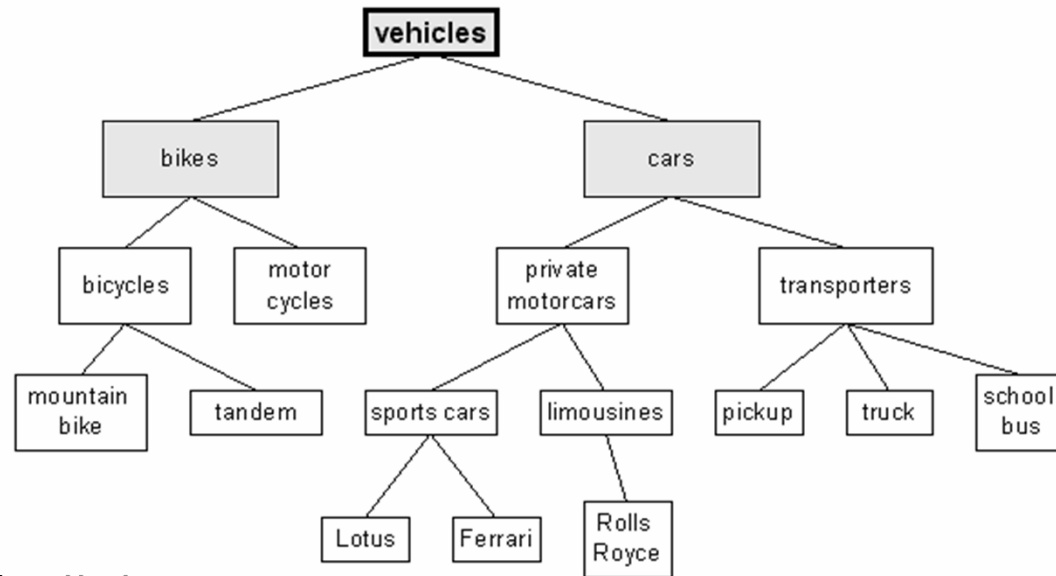 vehicles
bikes
cars
bicycles
motor
cycles
private
motorcars
transporters
mountain
bike
tandem
sports cars
limousines
pickup
truck
school
bus
Lotus
Ferrari
Rolls
Royce